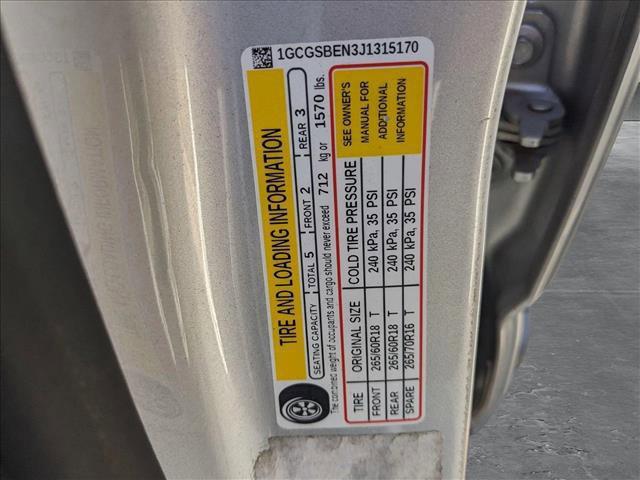 1GCGSBEN3J1315170
TIRE AND LOADING INFORMATION
SEATING CAPACITY TOTAL 5 FRONT 2 REAR 3
The combined weight of occupants and cargo should never exceed 712 kg or 1570 lbs.
TIRE ORIGINAL SIZE COLD TIRE PRESSURE
FRONT 265/60R18 T 240 kPa, 35 PSI
REAR 265/60R18 T 240 kPa, 35 PSI
SPARE 265/70R16 T 240 kPa, 35 PSI
SEE OWNER'S
MANUAL FOR
ADDITIONAL
INFORMATION